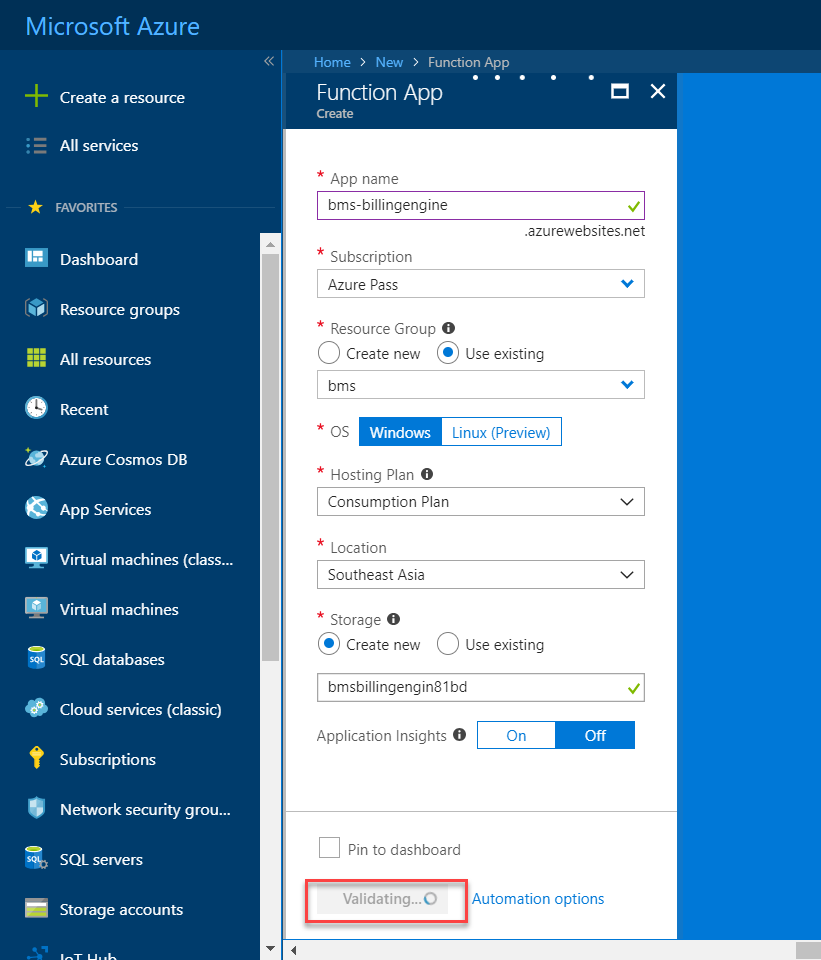 Microsoft Azure
«
Home > New > Function App
Create a resource
All services
FAVORITES
Dashboard
Resource groups
All resources
Recent
Azure Cosmos DB
App Services
Virtual machines (class...
Virtual machines
SQL databases
Cloud services (classic)
Subscriptions
Network security grou...
SQL servers
Storage accounts
IoT Hub
Function App
Create
* App name
bms-billingengine
.azurewebsites.net
* Subscription
Azure Pass
* Resource Group
Create new Use existing
bms
* OS Windows Linux (Preview)
* Hosting Plan
Consumption Plan
* Location
Southeast Asia
* Storage
Create new Use existing
bmsbillingengin81bd
Application Insights On Off
Pin to dashboard
Validating... Automation options